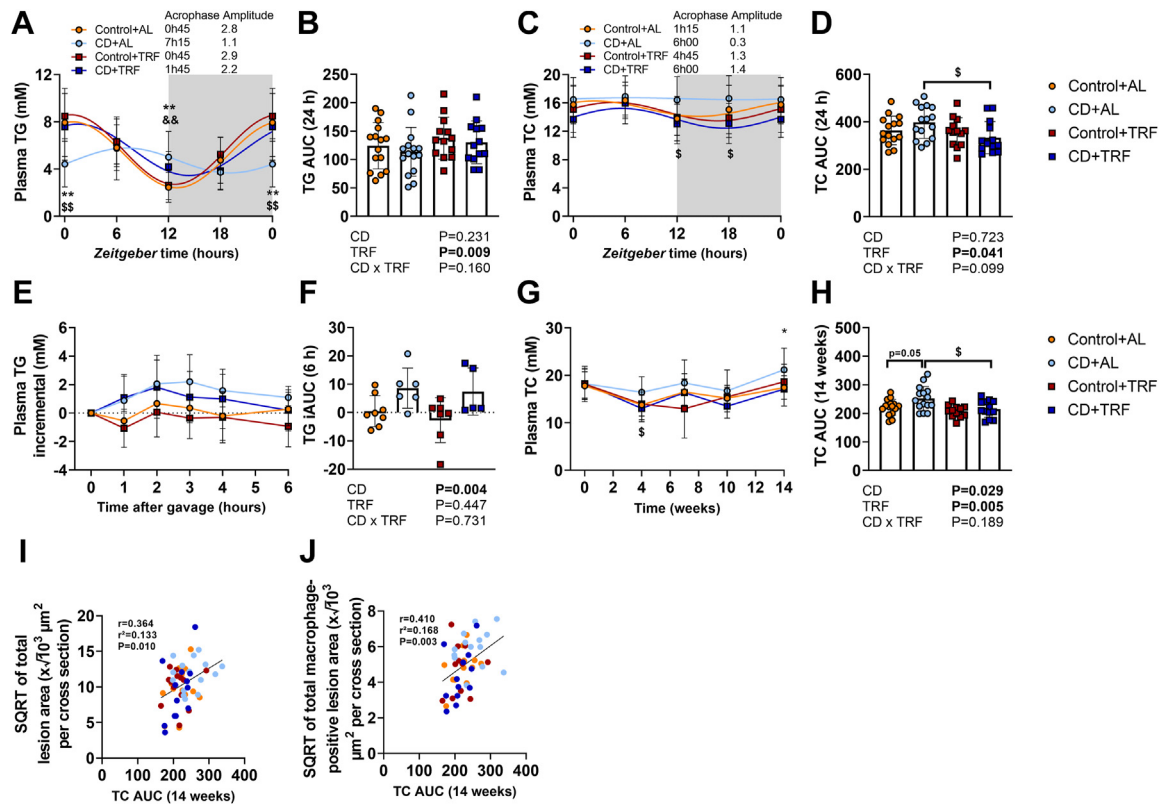 A
Acrophase Amplitude
Control+AL 0h45 2.8
CD+AL 7h15 1.1
Control+TRF 0h45 2.9
CD+TRF 1h45 2.2
Plasma TG (mM)
12
8
4
0
**
&&
**
$$
**
$$
0 6 12 18 0
Zeitgeber time (hours)
B
TG AUC (24 h)
250
200
150
100
50
0
CD P=0.231
TRF P=0.009
CD x TRF P=0.160
C
Acrophase Amplitude
Control+AL 1h15 1.1
CD+AL 6h00 0.3
Control+TRF 4h45 1.3
CD+TRF 6h00 1.4
Plasma TC (mM)
20
16
12
8
4
0
$ $
0 6 12 18 0
Zeitgeber time (hours)
D
TC AUC (24 h)
600
400
200
0
$
CD P=0.723
TRF P=0.041
CD x TRF P=0.099
Control+AL
CD+AL
Control+TRF
CD+TRF
E
Plasma TG
incremental (mM)
6
4
2
0
-2
-4
0 1 2 3 4 5 6
Time after gavage (hours)
F
TG iAUC (6 h)
30
20
10
0
-10
-20
CD P=0.004
TRF P=0.447
CD x TRF P=0.731
G
Plasma TC (mM)
30
20
10
0
$
*
0 2 4 6 8 10 12 14
Time (weeks)
H
TC AUC (14 weeks)
500
400
300
200
100
0
p=0.05
$
CD P=0.029
TRF P=0.005
CD x TRF P=0.189
Control+AL
CD+AL
Control+TRF
CD+TRF
I
SQRT of total
lesion area (x√/10³ µm²
per cross section)
20
15
10
5
0
r=0.364
r²=0.133
P=0.010
0 100 200 300 400
TC AUC (14 weeks)
J
SQRT of total macrophage-
positive lesion area (x√/10³
µm² per cross section)
8
6
4
2
0
r=0.410
r²=0.168
P=0.003
0 100 200 300 400
TC AUC (14 weeks)